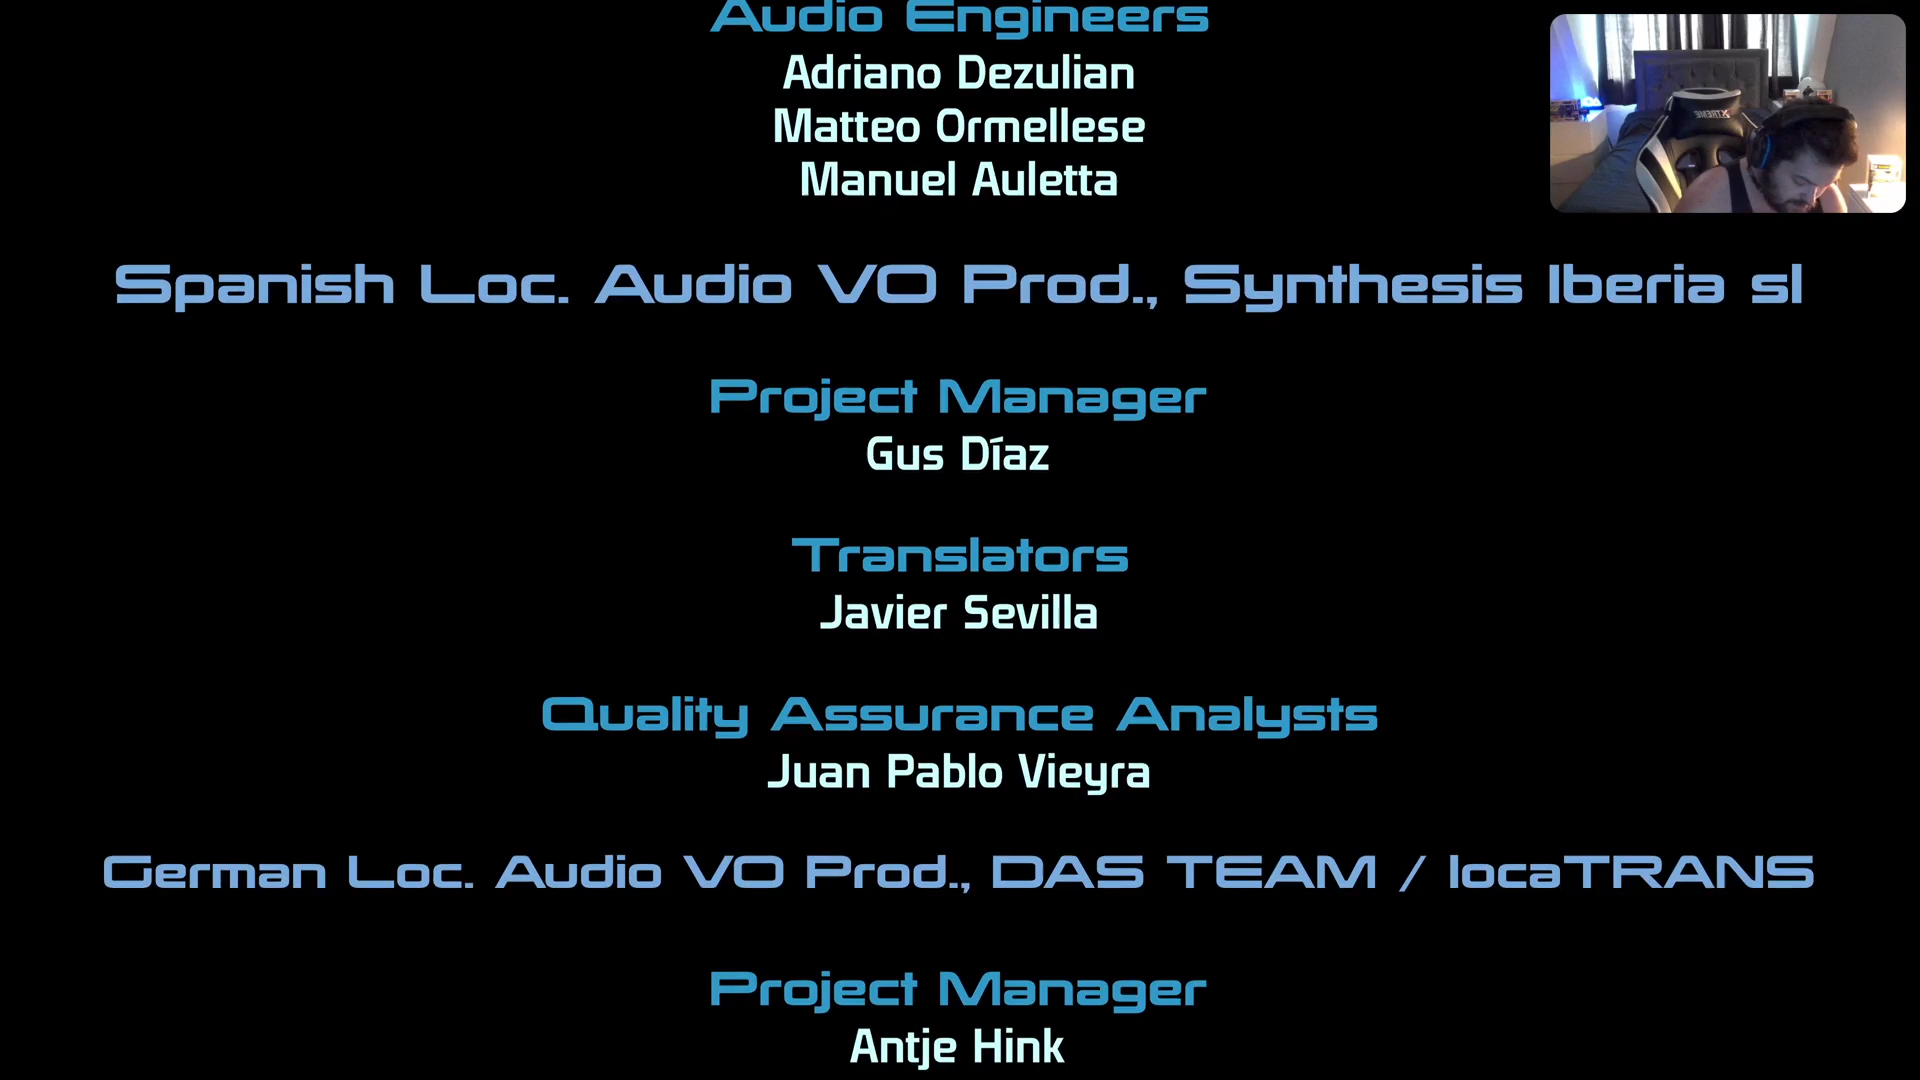 Audio Engineers
Adriano Dezulian
Matteo Ormellese
Manuel Auletta
Spanish Loc. Audio VO Prod., Synthesis Iberia sl
Project Manager
Gus Díaz
Translators
Javier Sevilla
Quality Assurance Analysts
Juan Pablo Vieyra
German Loc. Audio VO Prod., DAS TEAM / locaTRANS
Project Manager
Antje Hink